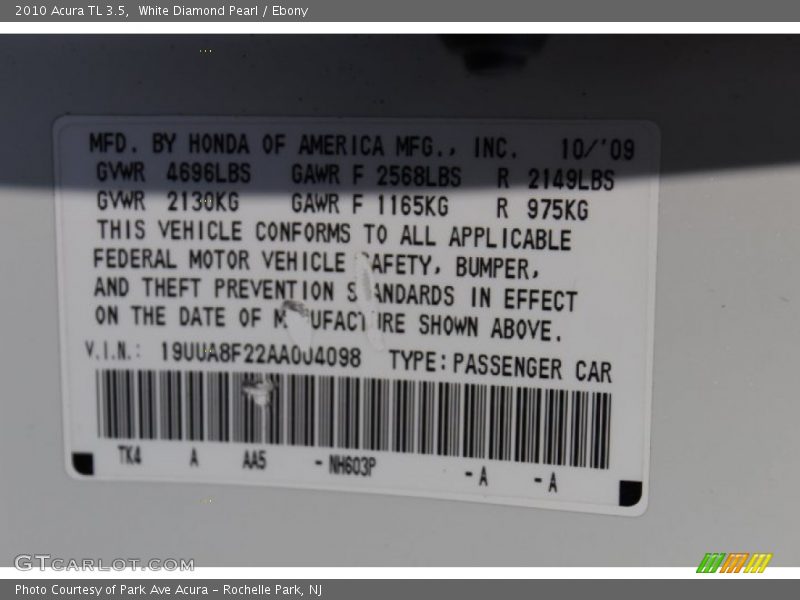 2010 Acura TL 3.5,  White Diamond Pearl / Ebony
MFD. BY HONDA OF AMERICA MFG., INC. 10/'09
GVWR 4696LBS GAWR F 2568LBS R 2149LBS
GVWR 2130KG GAWR F 1165KG R 975KG
THIS VEHICLE CONFORMS TO ALL APPLICABLE
FEDERAL MOTOR VEHICLE SAFETY, BUMPER,
AND THEFT PREVENTION STANDARDS IN EFFECT
ON THE DATE OF MANUFACTURE SHOWN ABOVE.
V.I.N.: TYPE: PASSENGER CAR
TK4 A AA5 -NH603P -A -A
GTCARLOT.COM
Photo Courtesy of Park Ave Acura - Rochelle Park, NJ